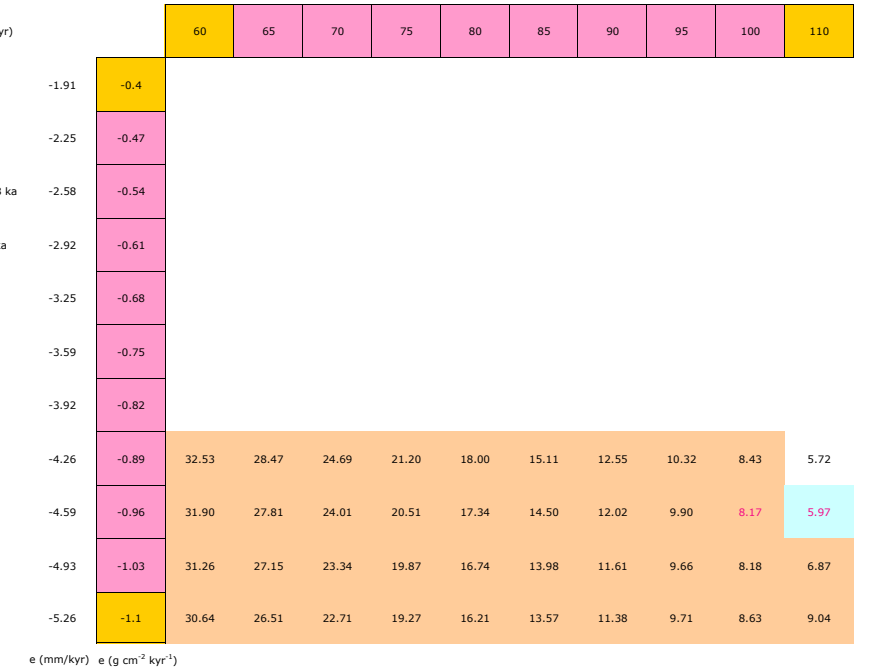 yr) 60 65 70 75 80 85 90 95 100 110
-1.91 -0.4
-2.25 -0.47
ka -2.58 -0.54
-2.92 -0.61
-3.25 -0.68
-3.59 -0.75
-3.92 -0.82
-4.26 -0.89 32.53 28.47 24.69 21.20 18.00 15.11 12.55 10.32 8.43 5.72
-4.59 -0.96 31.90 27.81 24.01 20.51 17.34 14.50 12.02 9.90 8.17 5.97
-4.93 -1.03 31.26 27.15 23.34 19.87 16.74 13.98 11.61 9.66 8.18 6.87
-5.26 -1.1 30.64 26.51 22.71 19.27 16.21 13.57 11.38 9.71 8.63 9.04
e (mm/kyr) e (g cm⁻² kyr⁻¹)